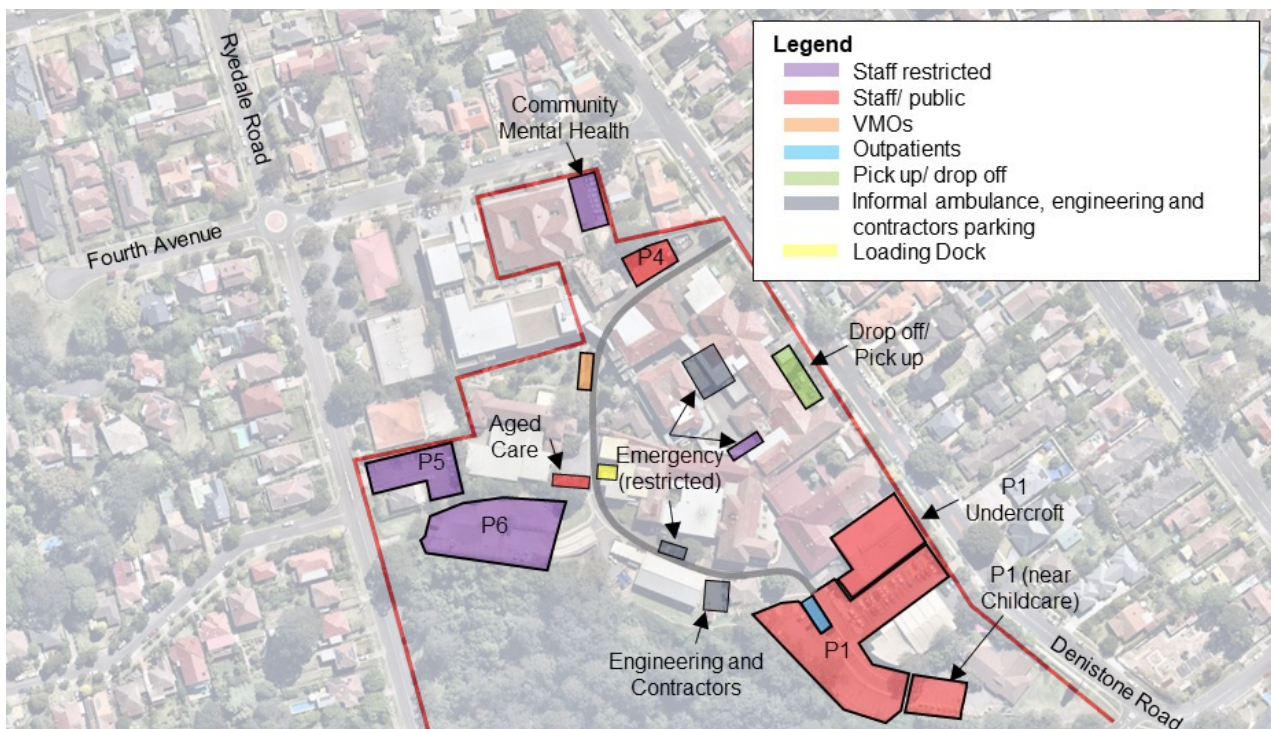 Legend
Staff restricted
Staff/ public
VMOs
Outpatients
Pick up/ drop off
Informal ambulance, engineering and
contractors parking
Loading Dock
Ryedale Road
Community
Mental Health
Fourth Avenue
P4
Drop off/
Pick up
Aged
Care
Emergency
(restricted)
P5
P6
P1
Undercroft
P1 (near
Childcare)
P1
Engineering and
Contractors
Denistone Road